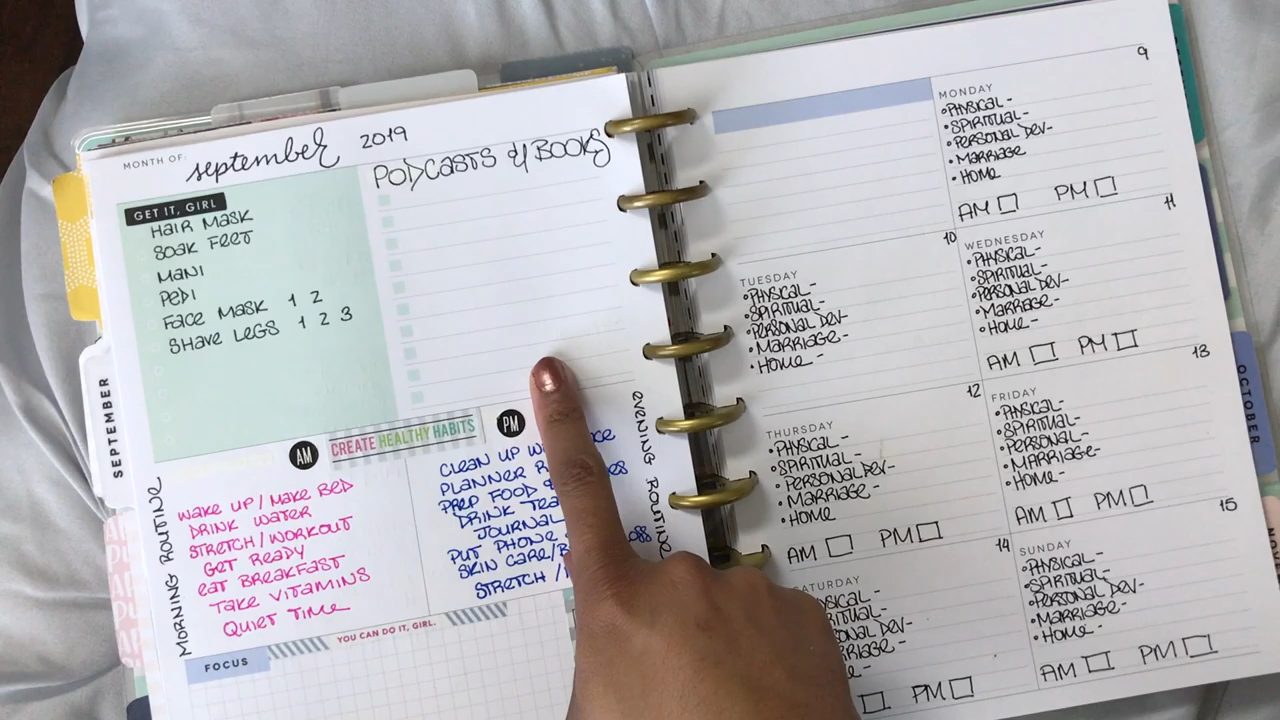 MONTH OF: september 2019
GET IT, GIRL
HAIR MASK
SOAK FEET
MANI
PEDI
FACE MASK 1 2
SHAVE LEGS 1 2 3
PODCASTS & BOOKS
SEPTEMBER
AM
CREATE HEALTHY HABITS
PM
MORNING ROUTINE
WAKE UP / MAKE BED
DRINK WATER
STRETCH/WORKOUT
GET READY
EAT BREAKFAST
TAKE VITAMINS
QUIET TIME
CLEAN UP
PLANNER
PREP FOOD &
DRINK TEA
JOURNAL
PUT PHONE
SKIN CARE/
STRETCH /
EVENING ROUTINE
YOU CAN DO IT, GIRL.
FOCUS
9
MONDAY
•PHYSICAL -
•SPIRITUAL -
•PERSONAL DEV-
•MARRIAGE
•HOME
AM PM
10
TUESDAY
•PHYSICAL -
•SPIRITUAL -
•PERSONAL DEV-
•MARRIAGE -
•HOME -
11
WEDNESDAY
•PHYSICAL -
•SPIRITUAL -
•PERSONAL DEV-
•MARRIAGE-
•HOME-
AM PM
12
THURSDAY
•PHYSICAL -
•SPIRITUAL -
•PERSONAL DEV-
•MARRIAGE -
•HOME
AM PM
13
FRIDAY
•PHYSICAL-
•SPIRITUAL-
•PERSONAL-
•MARRIAGE-
•HOME-
AM PM
14
SATURDAY
PM
15
SUNDAY
•PHYSICAL-
•SPIRITUAL-
•PERSONAL DEV-
•MARRIAGE-
•HOME-
AM PM
OCTOBER